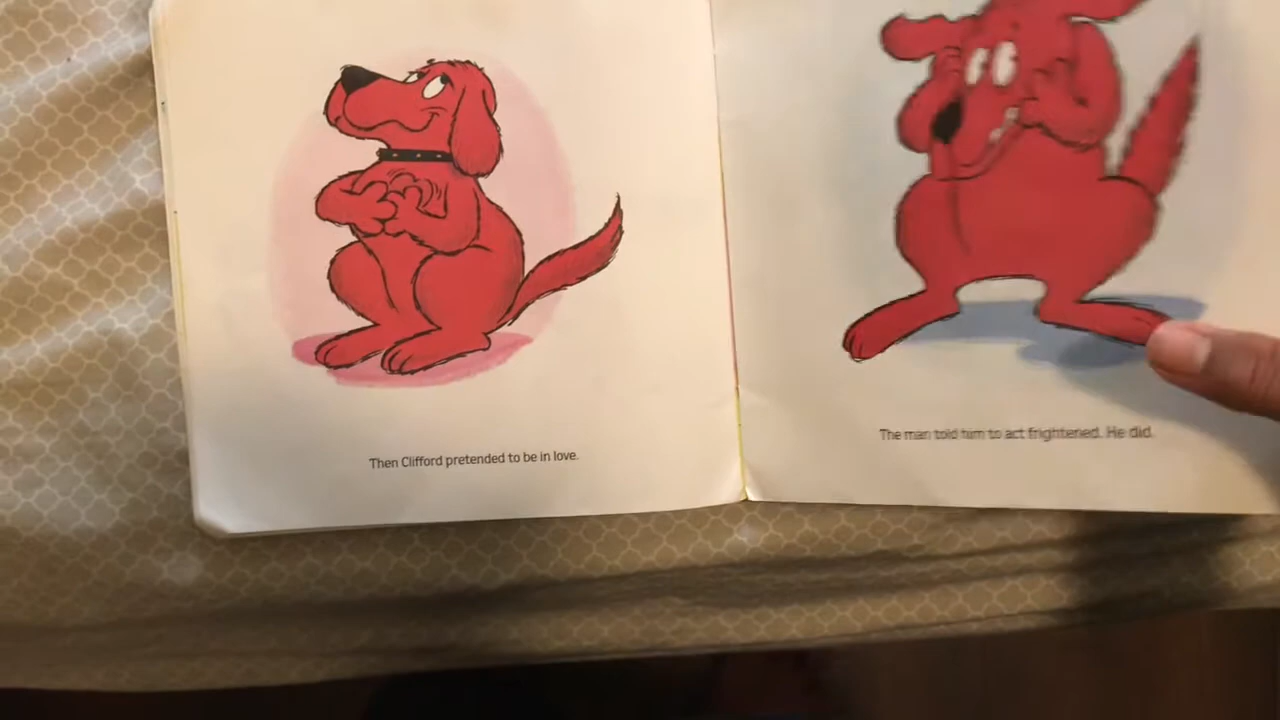 Then Clifford pretended to be in love.
The man told him to act frightened. He did.